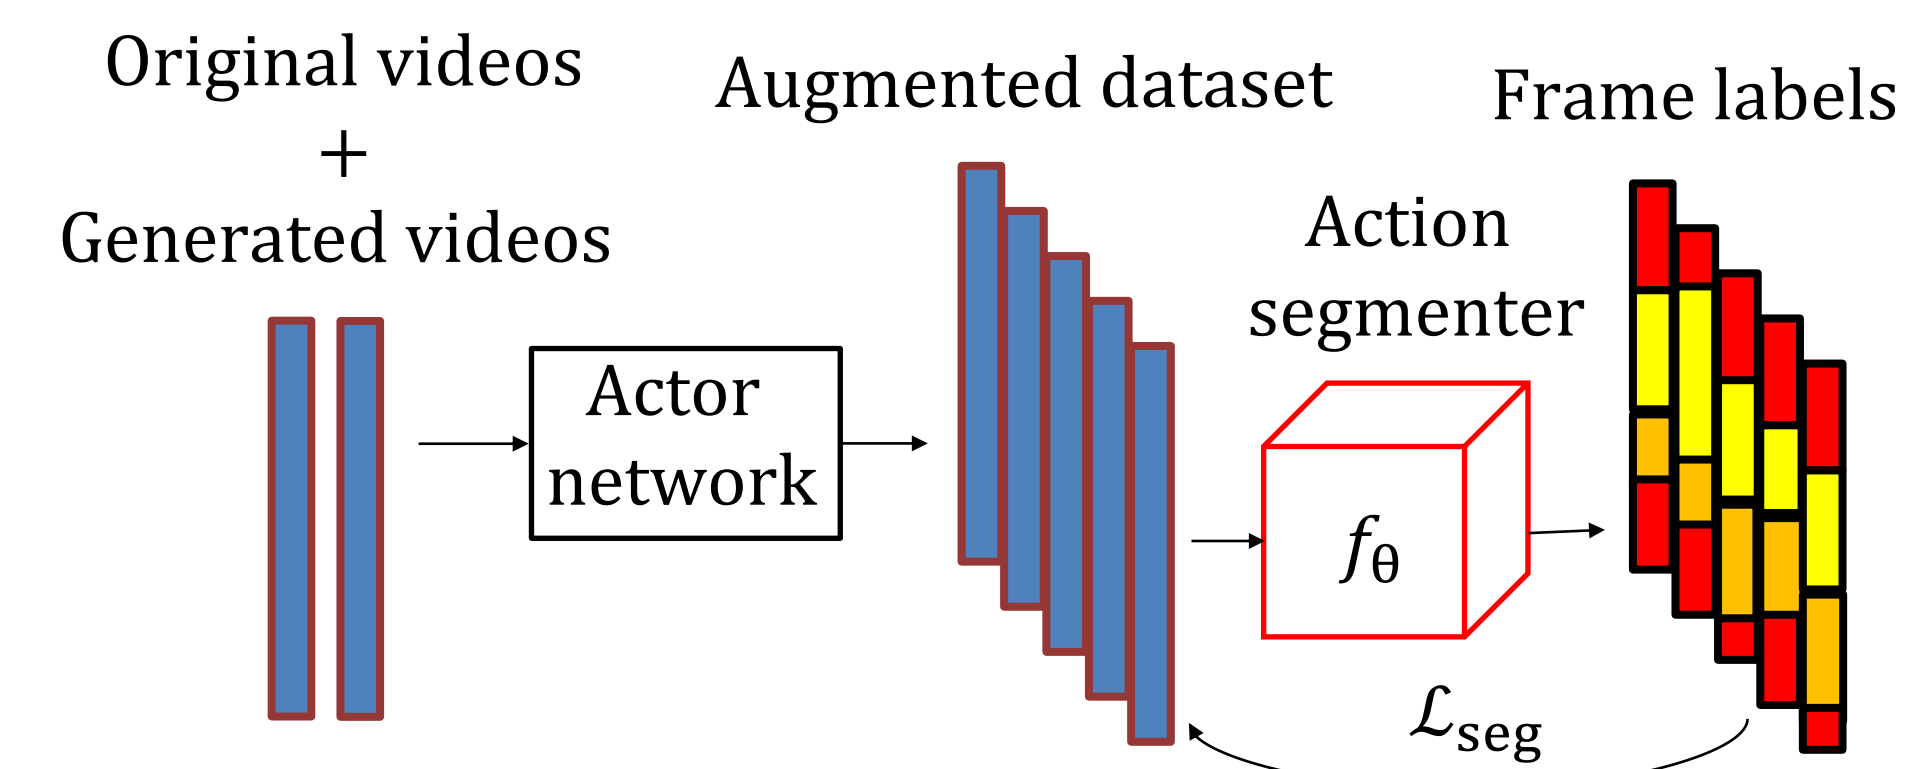 Original videos
+
Generated videos
Actor
network
Augmented dataset
Action
segmenter
fθ
ℒseg
Frame labels